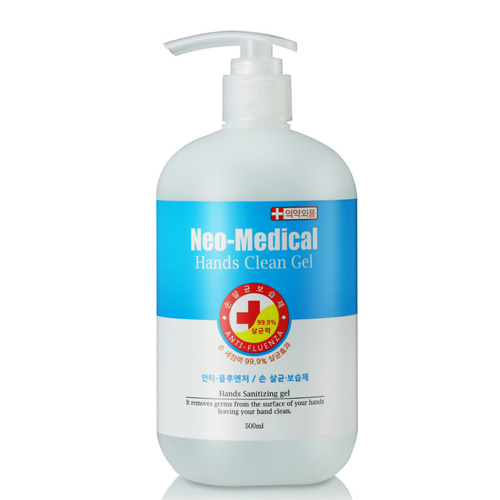 의약외품
Neo-Medical
Hands Clean Gel
손 살균 보습제
99.9%
살균력
ANTI-FLUENZA
손 세정력 99.9% 살균효과
안티-플루엔저 / 손 살균·보습제
Hands Sanitizing gel
It removes germs from the surface of your hands
leaving your hand clean.
500ml